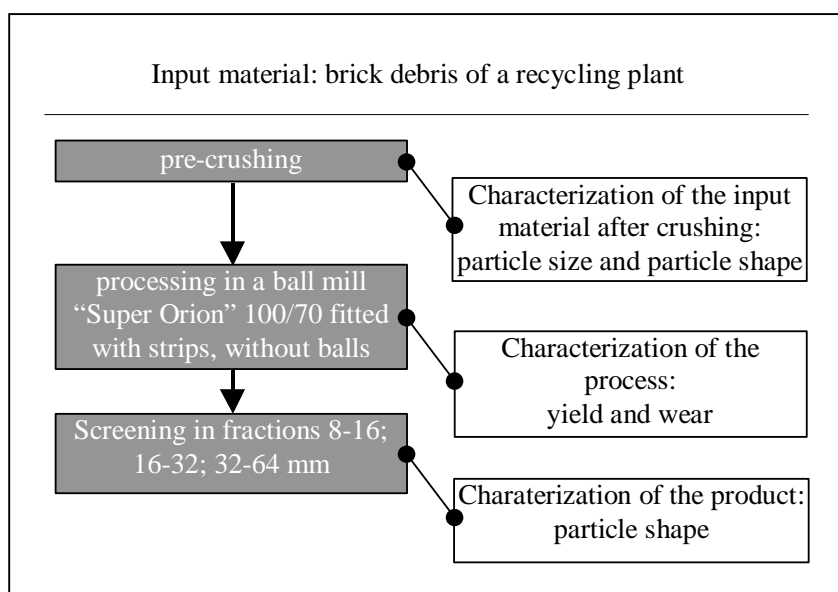 Input material: brick debris of a recycling plant
pre-crushing
Characterization of the input
material after crushing:
particle size and particle shape
processing in a ball mill
“Super Orion” 100/70 fitted
with strips, without balls
Characterization of the
process:
yield and wear
Screening in fractions 8-16;
16-32; 32-64 mm
Charaterization of the product:
particle shape